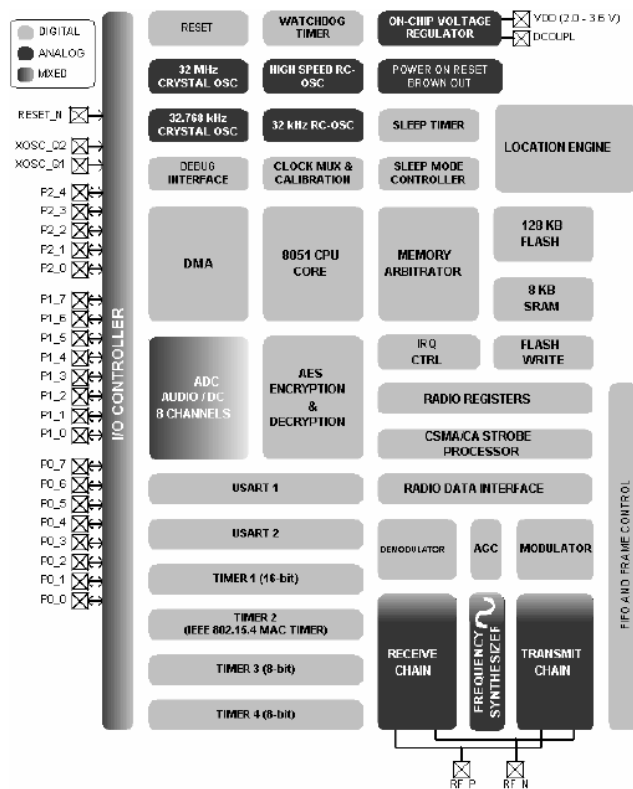 DIGITAL
ANALOG
MIXED
RESET
WATCHDOG
TIMER
ON-CHIP VOLTAGE
REGULATOR
VDD (2.0 - 3.6 V)
DCOUPL
32 MHz
CRYSTAL OSC
HIGH SPEED RC-
OSC
POWER ON RESET
BROWN OUT
RESET_N
32.768 kHz
CRYSTAL OSC
32 kHz RC-OSC
SLEEP TIMER
LOCATION ENGINE
XOSC_Q2
XOSC_Q1
DEBUG
INTERFACE
CLOCK MUX &
CALIBRATION
SLEEP MODE
CONTROLLER
P2_4
P2_3
P2_2
P2_1
P2_0
DMA
8051 CPU
CORE
MEMORY
ARBITRATOR
128 KB
FLASH
8 KB
SRAM
P1_7
P1_6
P1_5
P1_4
P1_3
P1_2
P1_1
P1_0
I/O CONTROLLER
ADC
AUDIO / DC
8 CHANNELS
AES
ENCRYPTION
&
DECRYPTION
IRQ
CTRL
FLASH
WRITE
RADIO REGISTERS
CSMA/CA STROBE
PROCESSOR
RADIO DATA INTERFACE
P0_7
P0_6
P0_5
P0_4
P0_3
P0_2
P0_1
P0_0
USART 1
USART 2
TIMER 1 (16-bit)
TIMER 2
(IEEE 802.15.4 MAC TIMER)
TIMER 3 (8-bit)
TIMER 4 (8-bit)
DEMODULATOR
AGC
MODULATOR
RECEIVE
CHAIN
FREQUENCY
SYNTHESIZER
TRANSMIT
CHAIN
FIFO AND FRAME CONTROL
RF_P
RF_N